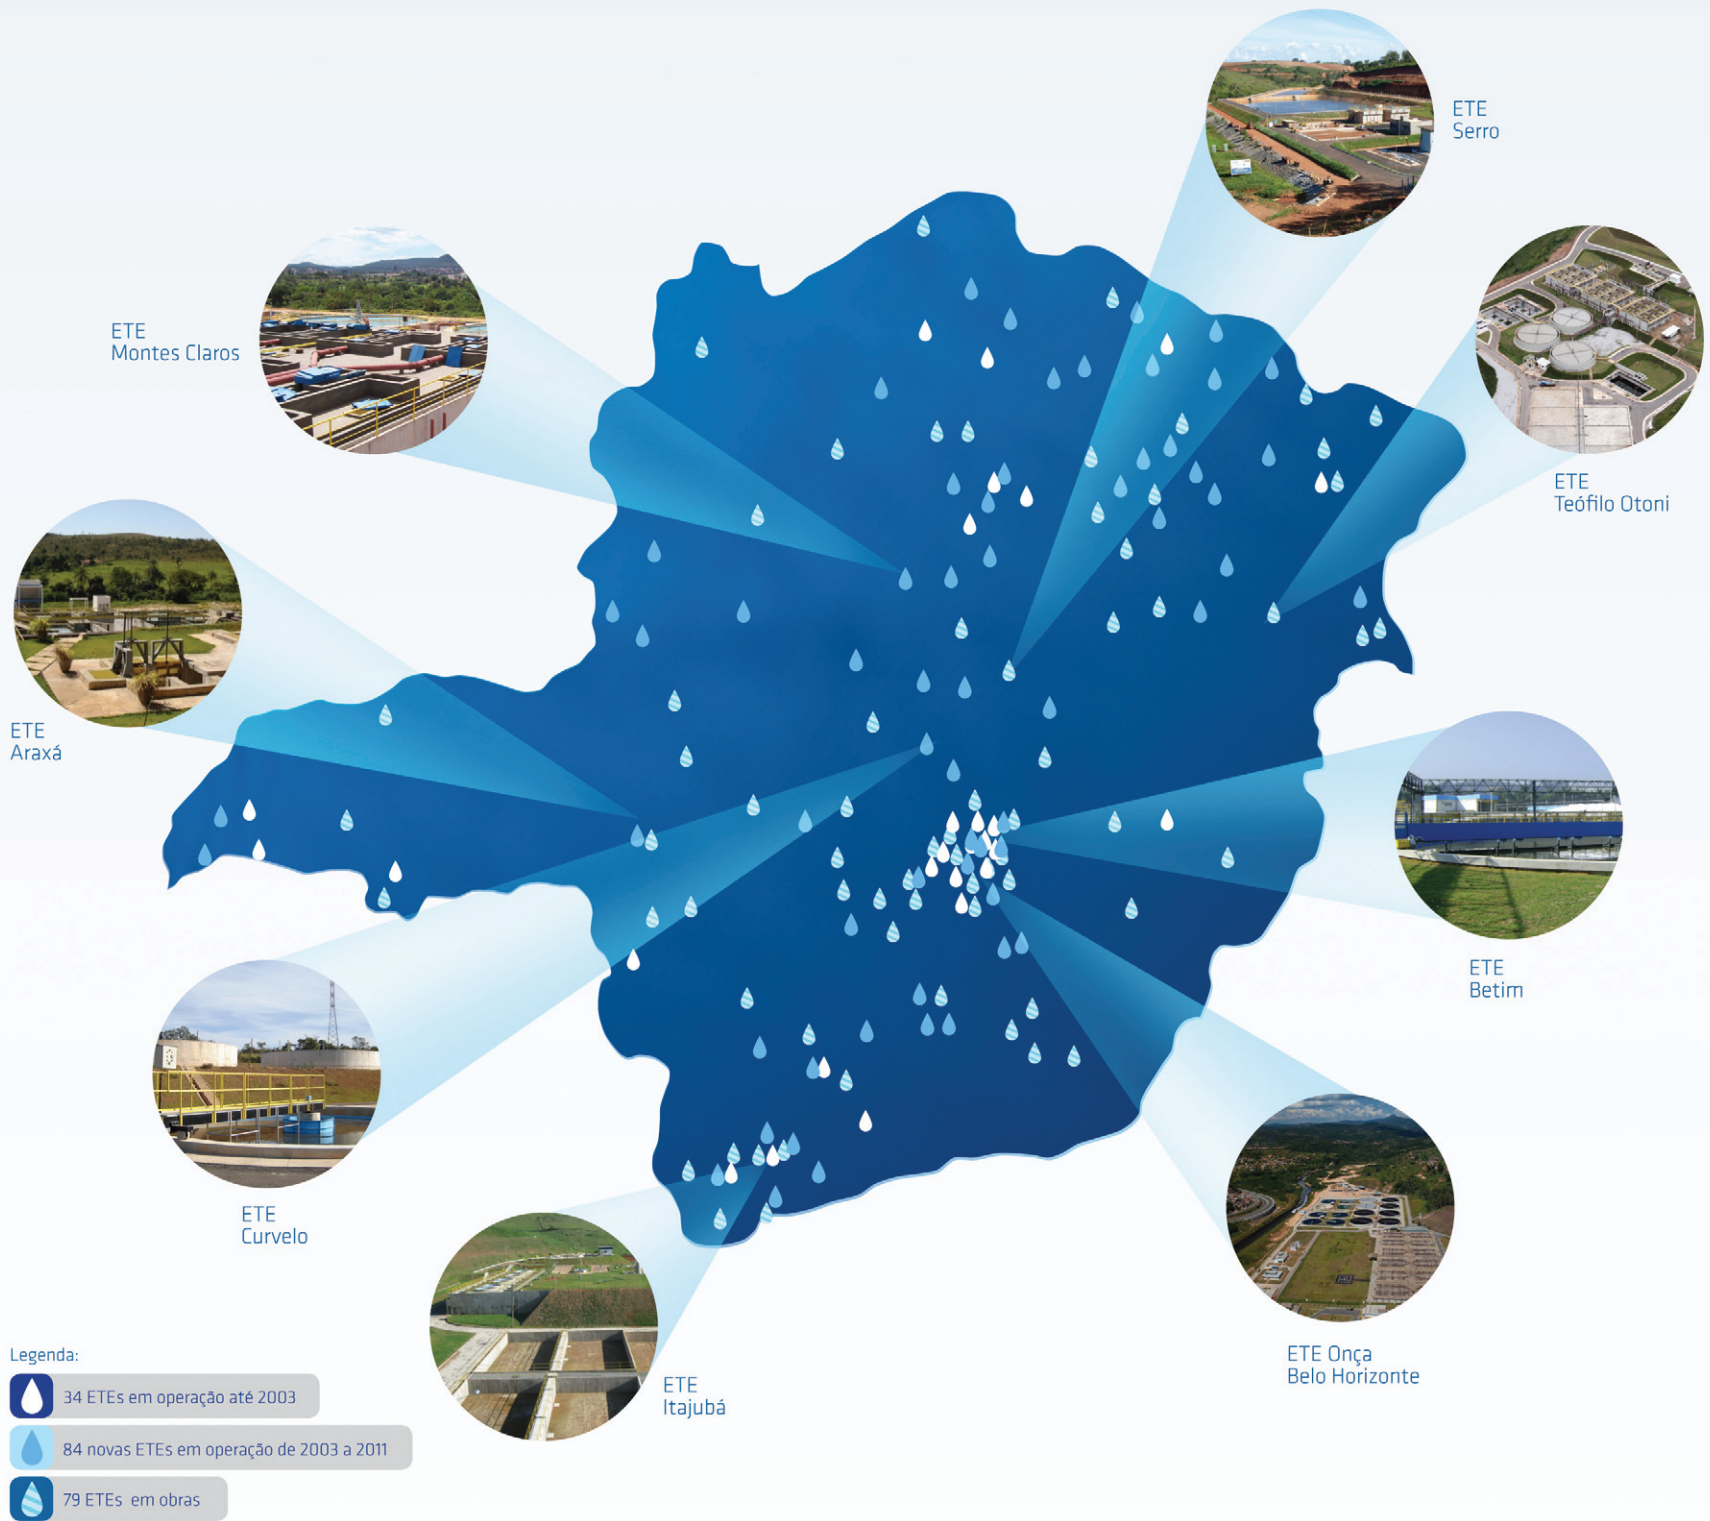 ETE
Serro
ETE
Montes Claros
ETE
Teófilo Otoni
ETE
Araxá
ETE
Betim
ETE
Curvelo
ETE Onça
Belo Horizonte
ETE
Itajubá
Legenda:
34 ETEs em operação até 2003
84 novas ETEs em operação de 2003 a 2011
79 ETEs em obras